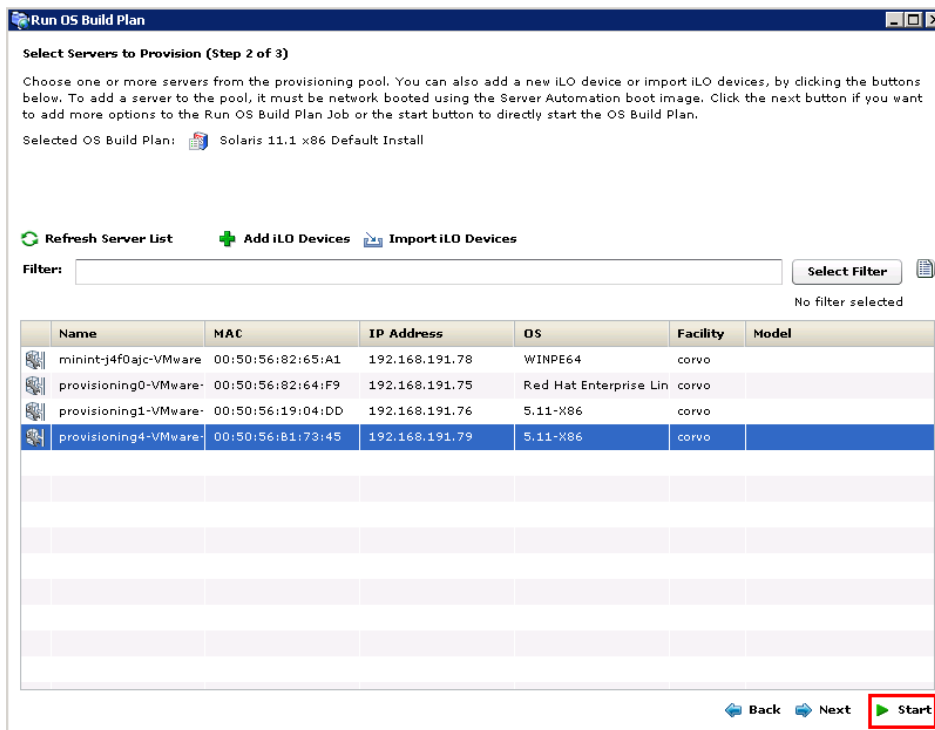 Run OS Build Plan
Select Servers to Provision (Step 2 of 3)
Choose one or more servers from the provisioning pool. You can also add a new iLO device or import iLO devices, by clicking the buttons
below. To add a server to the pool, it must be network booted using the Server Automation boot image. Click the next button if you want
to add more options to the Run OS Build Plan Job or the start button to directly start the OS Build Plan.
Selected OS Build Plan: Solaris 11.1 x86 Default Install
Refresh Server List Add iLO Devices Import iLO Devices
Filter: Select Filter
No filter selected
Name MAC IP Address OS Facility Model
minint-j4f0ajc-VMware 00:50:56:82:65:A1 192.168.191.78 WINPE64 corvo
provisioning0-VMware- 00:50:56:82:64:F9 192.168.191.75 Red Hat Enterprise Lin corvo
provisioning1-VMware- 00:50:56:19:04:DD 192.168.191.76 5.11-X86 corvo
provisioning4-VMware- 00:50:56:B1:73:45 192.168.191.79 5.11-X86 corvo
Back Next Start